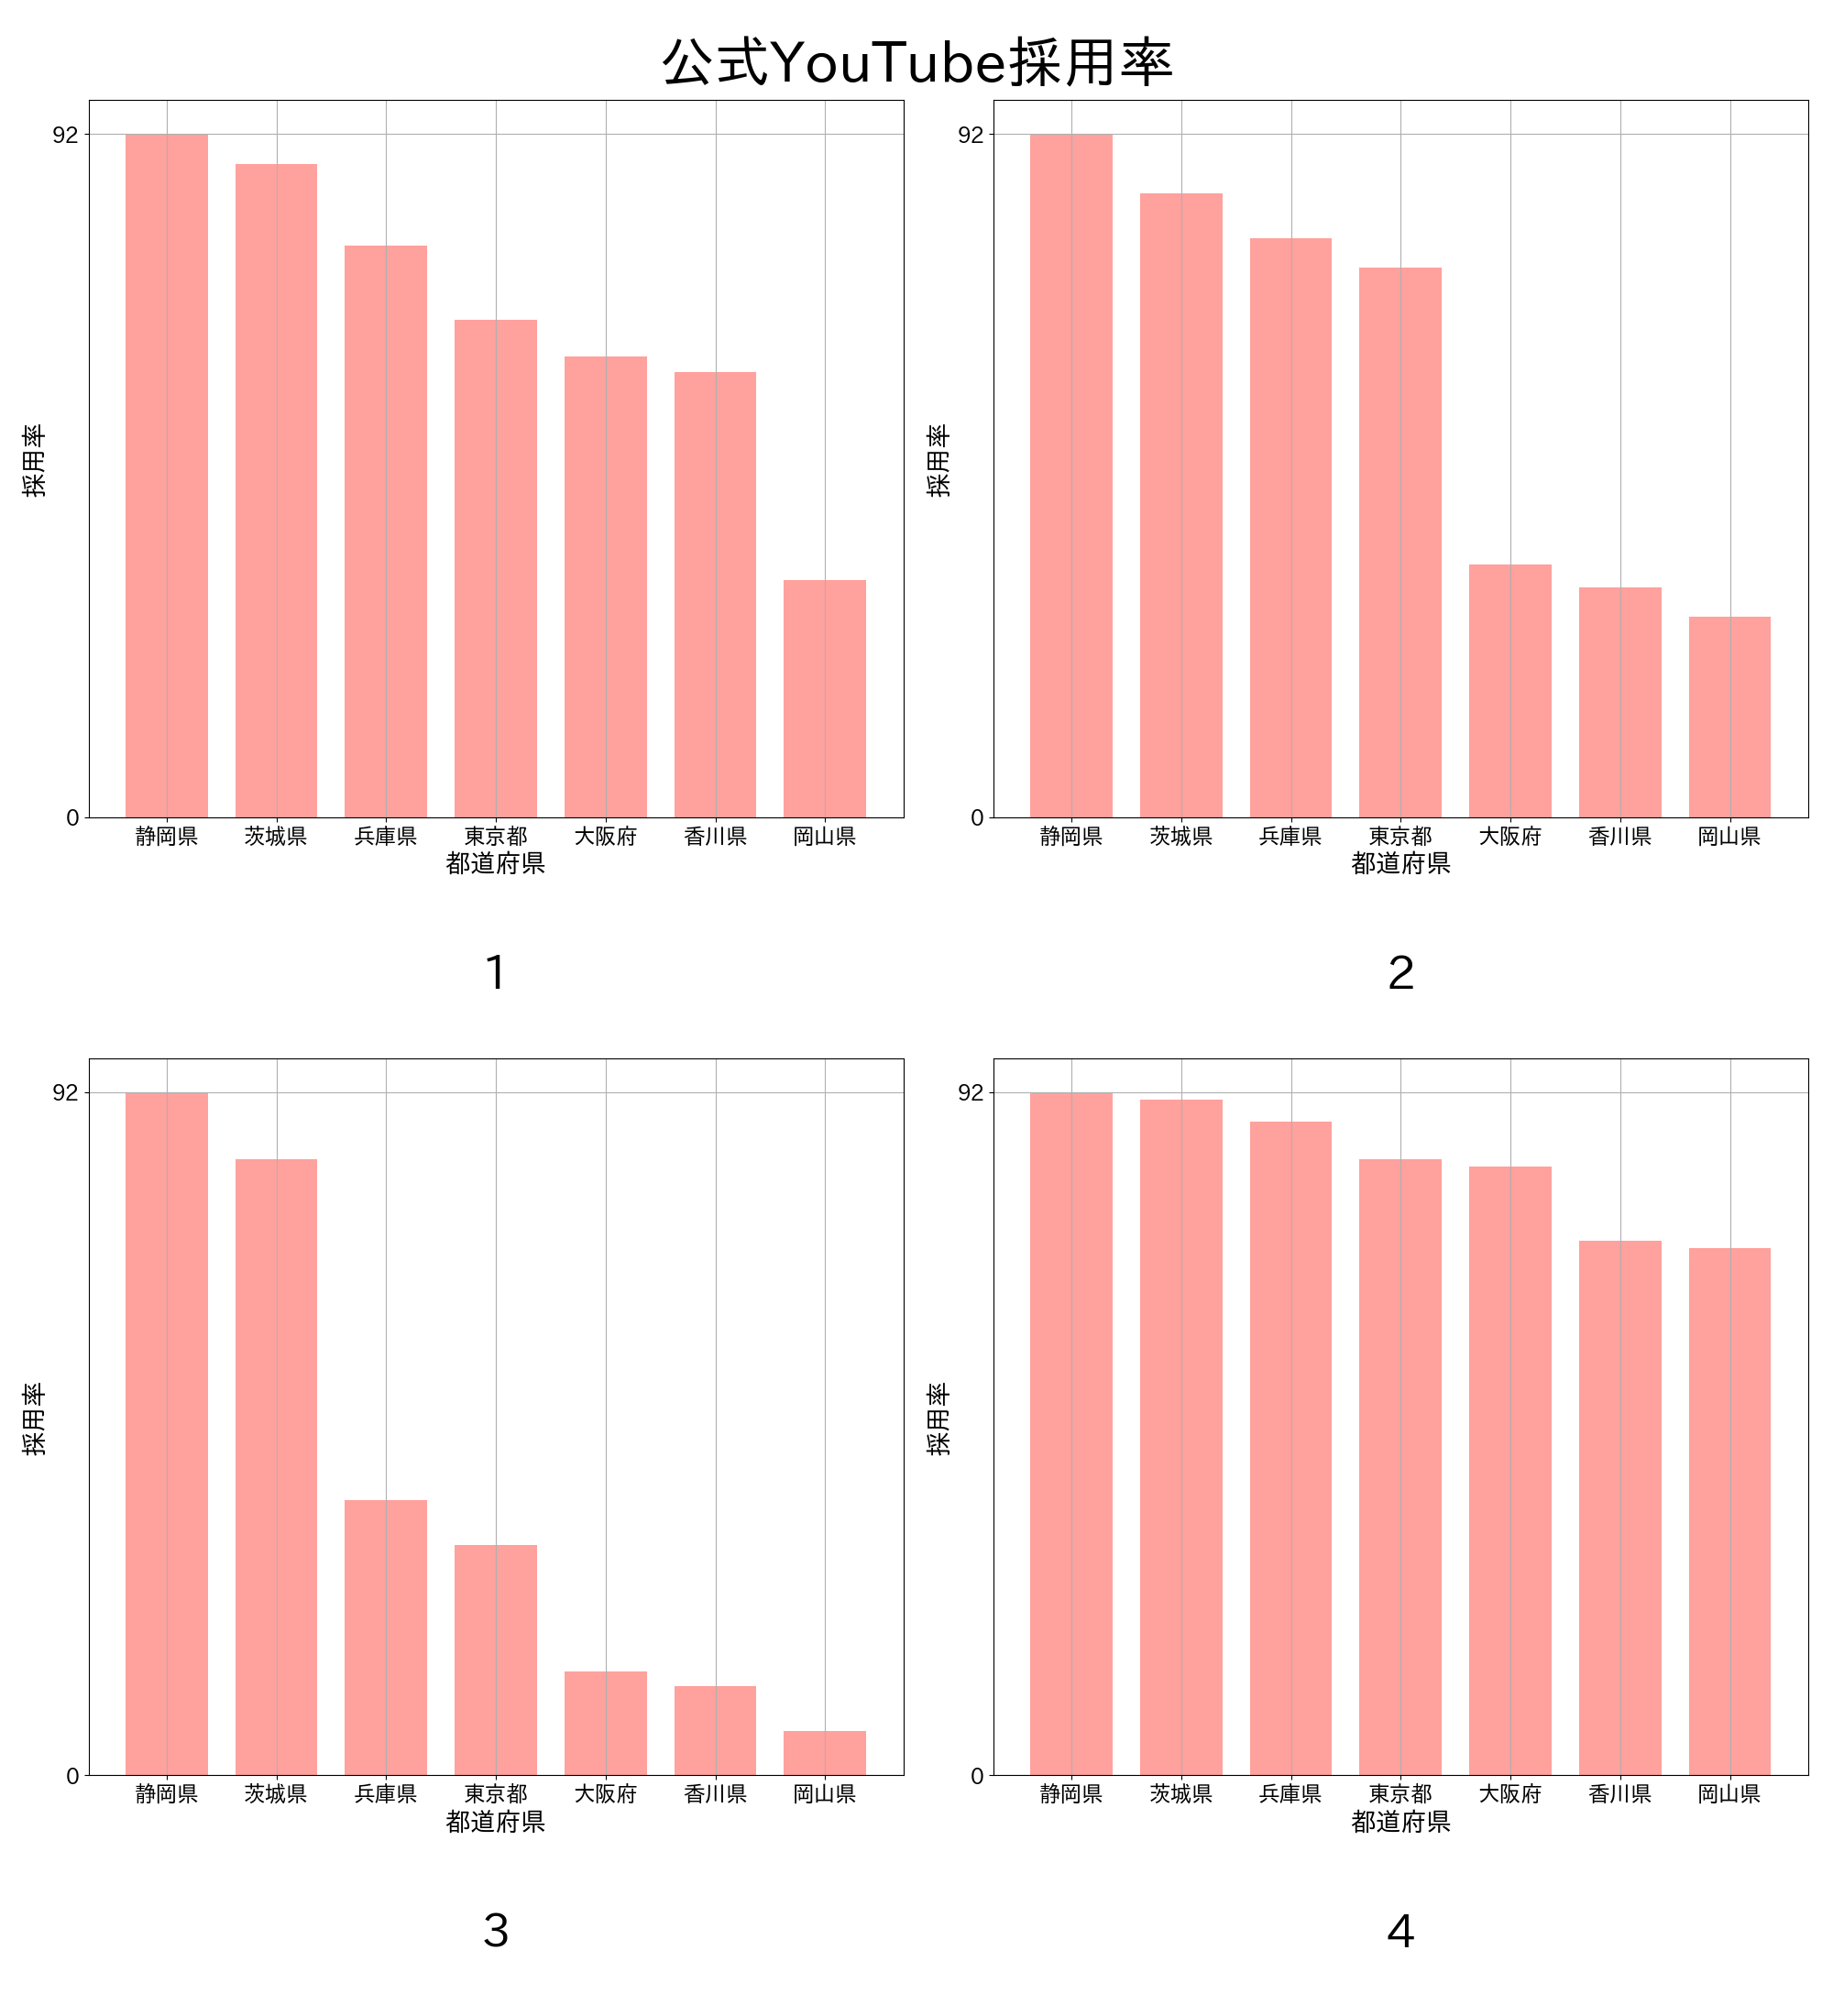 公式YouTube採用率
92
0
採用率
静岡県 茨城県 兵庫県 東京都 大阪府 香川県 岡山県
都道府県
1
92
0
採用率
静岡県 茨城県 兵庫県 東京都 大阪府 香川県 岡山県
都道府県
2
92
0
採用率
静岡県 茨城県 兵庫県 東京都 大阪府 香川県 岡山県
都道府県
3
92
0
採用率
静岡県 茨城県 兵庫県 東京都 大阪府 香川県 岡山県
都道府県
4